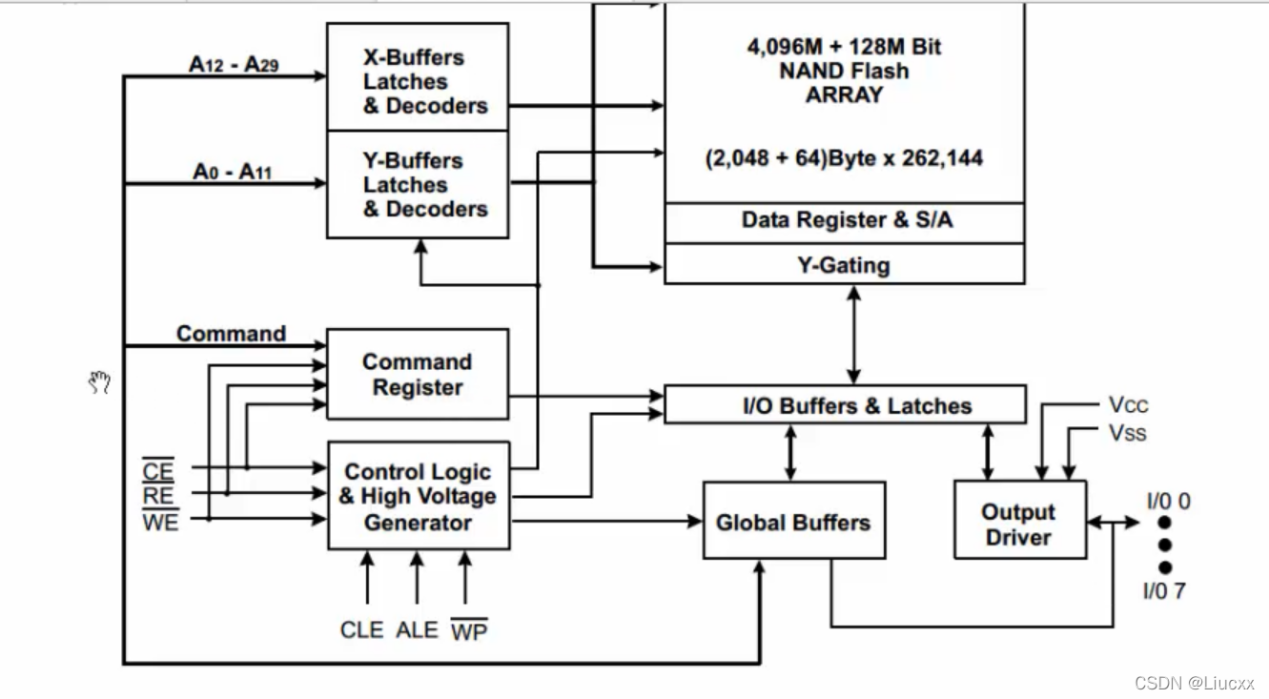 A12 - A29
X-Buffers
Latches
& Decoders
4,096M + 128M Bit
NAND Flash
ARRAY
A0 - A11
Y-Buffers
Latches
& Decoders
(2,048 + 64)Byte x 262,144
Data Register & S/A
Y-Gating
Command
Command
Register
I/O Buffers & Latches
VCC
VSS
CE
RE
WE
Control Logic
& High Voltage
Generator
Global Buffers
Output
Driver
I/0 0
I/0 7
CLE ALE WP
CSDN @Liucxx